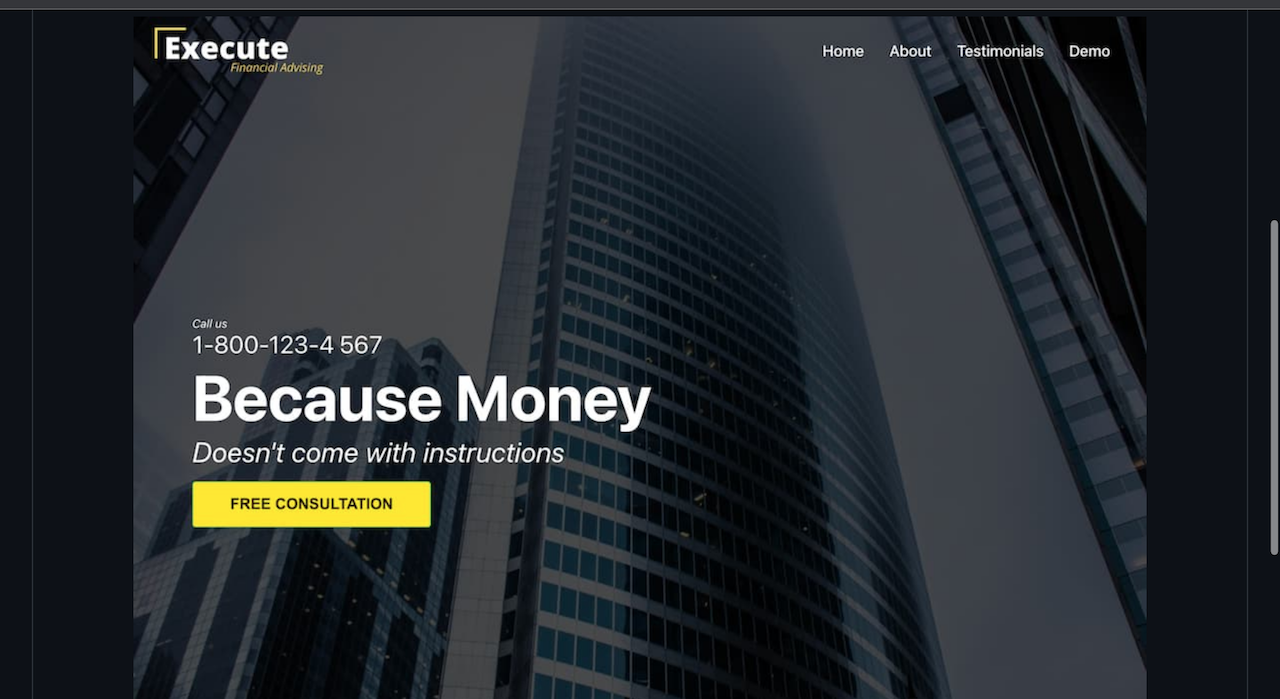 Execute
Financial Advising
Home About Testimonials Demo
Call us
1-800-123-4 567
Because Money
Doesn't come with instructions
FREE CONSULTATION